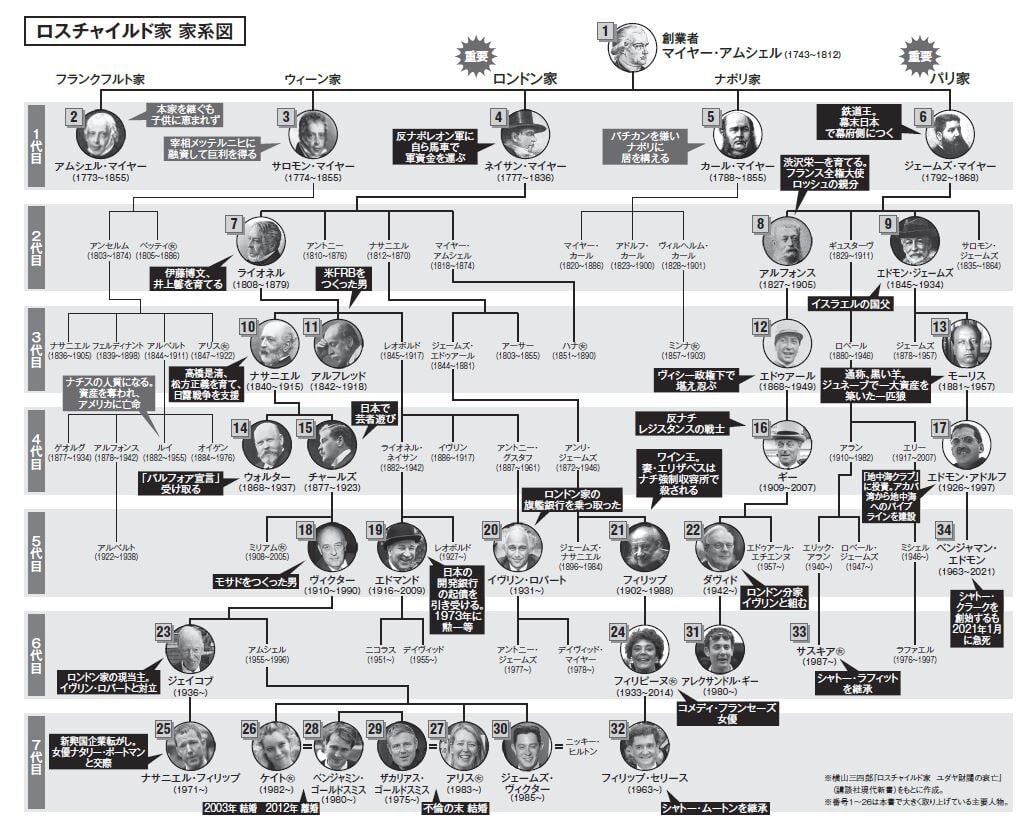 ロスチャイルド家 家系図
1
創業者
マイヤー・アムシェル(1743~1812)
重要
重要
フランクフルト家
ウィーン家
ロンドン家
ナポリ家
パリ家
1代目
2
本家を継ぐも
子供に恵まれず
アムシェル・マイヤー
(1773~1855)
3
宰相メッテルニヒに
融資して巨利を得る
サロモン・マイヤー
(1774~1855)
4
反ナポレオン軍に
自ら馬車で
軍資金を運ぶ
ネイサン・マイヤー
(1777~1836)
5
バチカンを嫌い
ナポリに
居を構える
カール・マイヤー
(1788~1855)
6
鉄道王。
幕末日本
で幕府側につく
ジェームズ・マイヤー
(1792~1868)
2代目
アンセルム
(1803~1874)
ベッティ㊛
(1805~1886)
7
ライオネル
(1808~1879)
伊藤博文、
井上馨を育てる
アントニー
(1810~1876)
ナサニエル
(1812~1870)
マイヤー・
アムシェル
(1818~1874)
マイヤー・
カール
(1820~1886)
アドルフ・
カール
(1823~1900)
ヴィルヘルム・
カール
(1828~1901)
渋沢栄一を育てる。
フランス全権大使
ロッシュの親分
8
アルフォンス
(1827~1905)
ギュスターヴ
(1829~1911)
9
エドモン・ジェームズ
(1845~1934)
イスラエルの国父
サロモン・
ジェームズ
(1835~1864)
3代目
ナサニエル
(1836~1905)
フェルディナント
(1839~1898)
アルベルト
(1844~1911)
アリス㊛
(1847~1922)
10
ナサニエル
(1840~1915)
高橋是清、
松方正義を育て、
日露戦争を支援
11
米FRBを
つくった男
アルフレッド
(1842~1918)
レオポルド
(1845~1917)
ジェームズ・
エドゥアール
(1844~1881)
アーサー
(1803~1855)
ハナ㊛
(1851~1890)
ミンナ㊛
(1857~1903)
12
エドゥアール
(1868~1949)
ヴィシー政権下で
堪え忍ぶ
ロベール
(1880~1946)
ジェームズ
(1878~1957)
13
モーリス
(1881~1957)
通称、黒い羊。
ジュネーブで一大資産を
築いた一匹狼
4代目
ナチスの人質になる。
資産を奪われ、
アメリカに亡命
ゲオルグ
(1877~1934)
アルフォンス
(1878~1942)
ルイ
(1882~1955)
オイゲン
(1884~1976)
14
ウォルター
(1868~1937)
「バルフォア宣言」
受け取る
15
日本で
芸者遊び
チャールズ
(1877~1923)
ライオネル・
ネイサン
(1882~1942)
イヴリン
(1886~1917)
アントニー・
グスタフ
(1887~1961)
アンリ・
ジェームズ
(1872~1946)
16
反ナチ
レジスタンスの戦士
ギー
(1909~2007)
アラン
(1910~1982)
エリー
(1917~2007)
17
エドモン・アドルフ
(1926~1997)
「地中海クラブ」
に投資。アカバ
湾から地中海
へのパイプ
ラインを建設
5代目
アルベルト
(1922~1938)
ミリアム㊛
(1908~2005)
18
ヴィクター
(1910~1990)
モサドをつくった男
19
エドマンド
(1916~2009)
レオポルド
(1927~)
日本の
開発銀行
の起債を
引き受ける。
1973年に
勲一等
20
イヴリン・ロバート
(1931~)
ロンドン家の
旗艦銀行を乗っ取った
ジェームズ・
ナサニエル
(1896~1984)
21
ワイン王。
妻・エリザベスは
ナチ強制収容所で
殺される
フィリップ
(1902~1988)
22
ダヴィド
(1942~)
ロンドン分家
イヴリンと組む
エドゥアール・
エチエンヌ
(1957~)
エリック・
アラン
(1940~)
ロベール・
ジェームズ
(1947~)
ミシェル
(1946~)
34
ベンジャマン・
エドモン
(1963~2021)
シャトー・
クラークを
創始するも
2021年1月
に急死
6代目
23
ジェイコブ
(1936~)
ロンドン家の現当主。
イヴリン・ロバートと対立
アムシェル
(1955~1996)
ニコラス
(1951~)
デイヴィッド
(1955~)
アントニー・
ジェームズ
(1977~)
デイヴィッド・
マイヤー
(1978~)
24
フィリピーヌ㊛
(1933~2014)
コメディ・フランセーズ
女優
31
アレクサンドル・ギー
(1980~)
33
サスキア㊛
(1987~)
シャトー・ラフィット
を継承
ラファエル
(1976~1997)
7代目
25
新興国企業転がし。
女優ナタリー・ポートマン
と交際
ナサニエル・フィリップ
(1971~)
26
ケイト㊛
(1982~)
=
28
ベンジャミン・
ゴールドスミス
(1980~)
2003年 結婚 2012年 離婚
29
ザカリアス・
ゴールドスミス
(1975~)
=
27
アリス㊛
(1983~)
不倫の末 結婚
30
ジェームズ・
ヴィクター
(1985~)
=
ニッキー・
ヒルトン
32
フィリップ・セリース
(1963~)
シャトー・ムートンを継承
※横山三四郎『ロスチャイルド家 ユダヤ財閥の衰亡』
(講談社現代新書)をもとに作成。
※番号1~26は本書で大きく取り上げている主要人物。